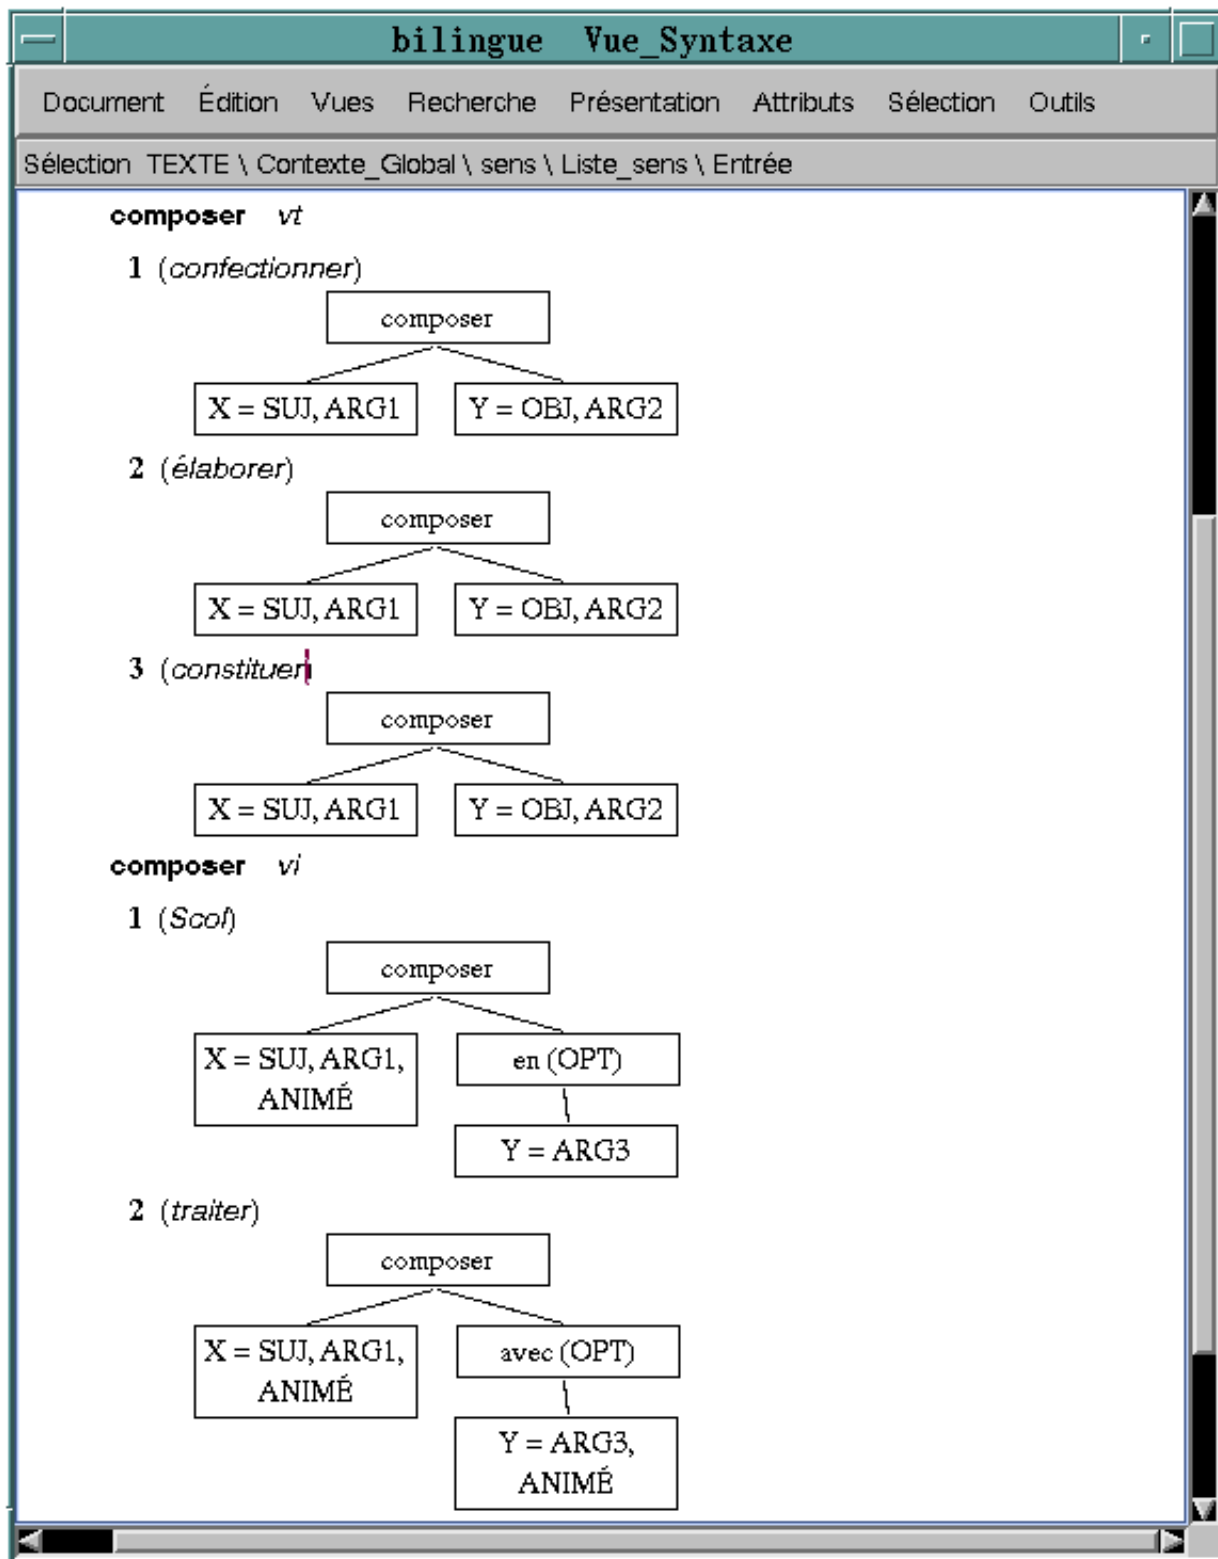 bilingue Vue_Syntaxe
Document Édition Vues Recherche Présentation Attributs Sélection Outils
Sélection TEXTE \ Contexte_Global \ sens \ Liste_sens \ Entrée
composer vt
1 (confectionner)
composer
X = SUJ, ARG1 Y = OBJ, ARG2
2 (élaborer)
composer
X = SUJ, ARG1 Y = OBJ, ARG2
3 (constituer)
composer
X = SUJ, ARG1 Y = OBJ, ARG2
composer vi
1 (Scol)
composer
X = SUJ, ARG1, en (OPT)
ANIMÉ
Y = ARG3
2 (traiter)
composer
X = SUJ, ARG1, avec (OPT)
ANIMÉ
Y = ARG3,
ANIMÉ